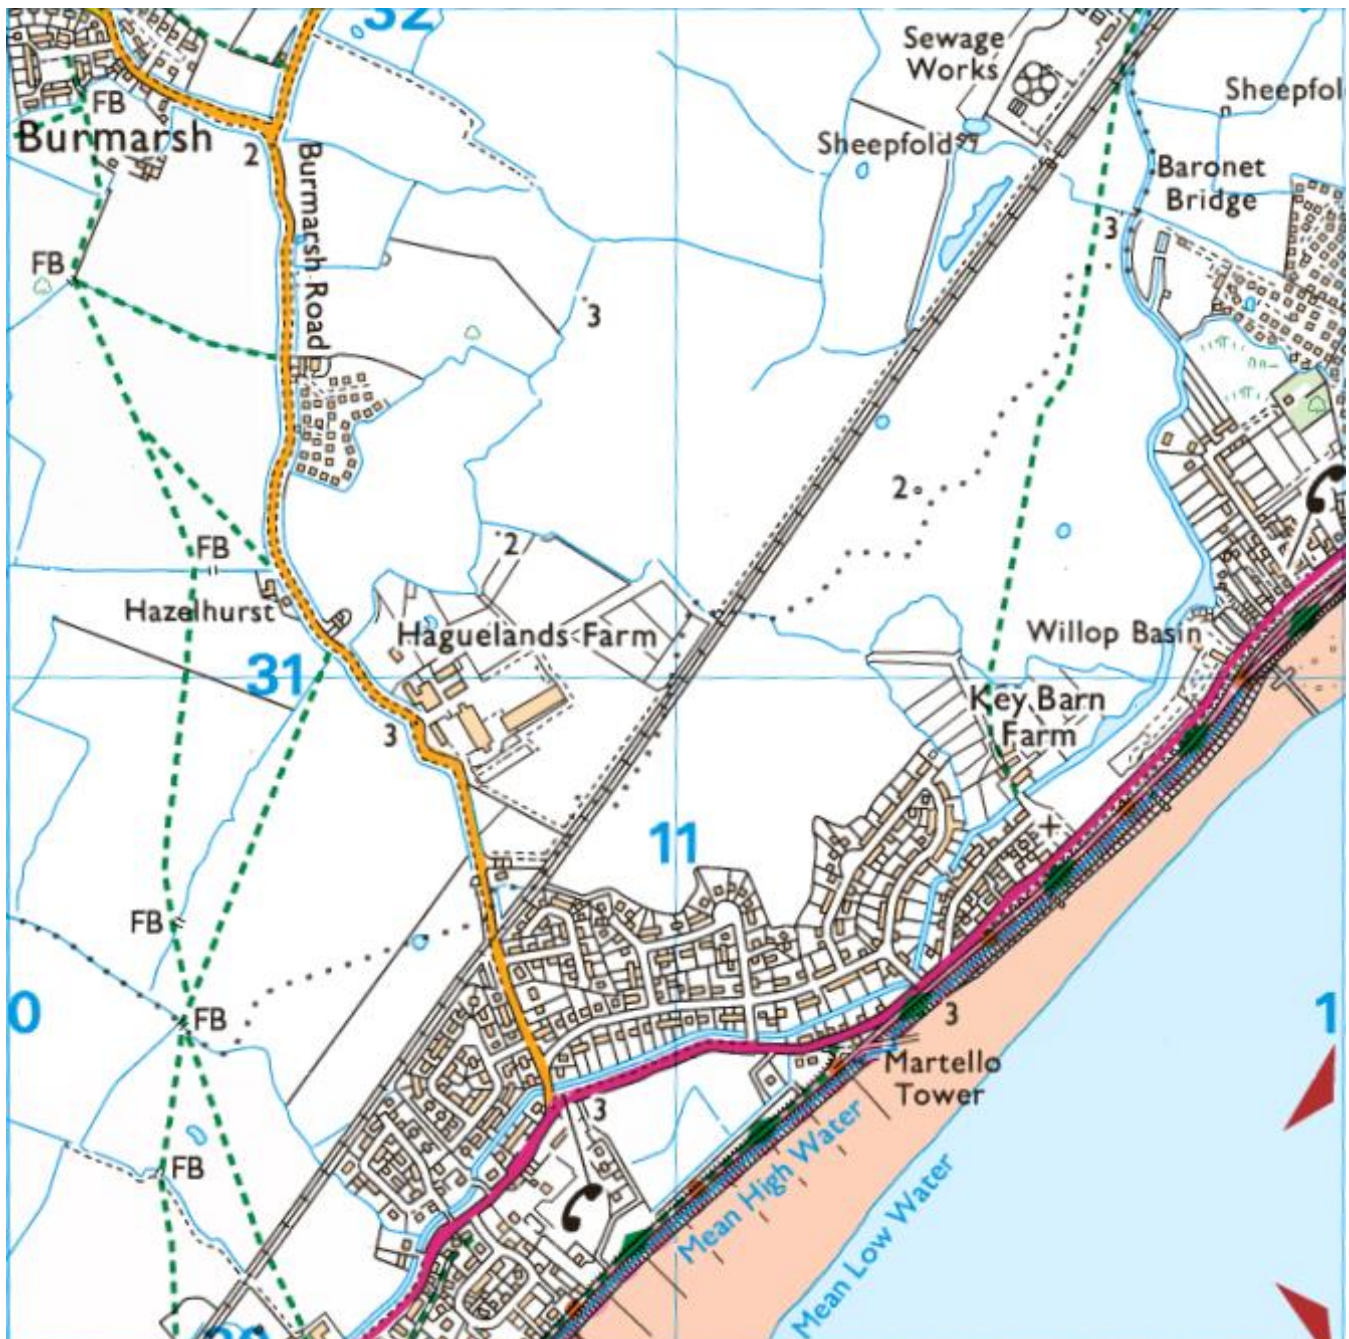 32
Sewage
Works
Sheepfol
FB
Burmarsh
2
Sheepfold
Baronet
Bridge
Burmarsh Road
3
FB
3
2
2
FB
Hazelhurst
Haguelands Farm
Willop Basin
31
Key Barn
Farm
3
11
FB
0
FB
3
1
Martello
Tower
3
FB
Mean High Water
Mean Low Water